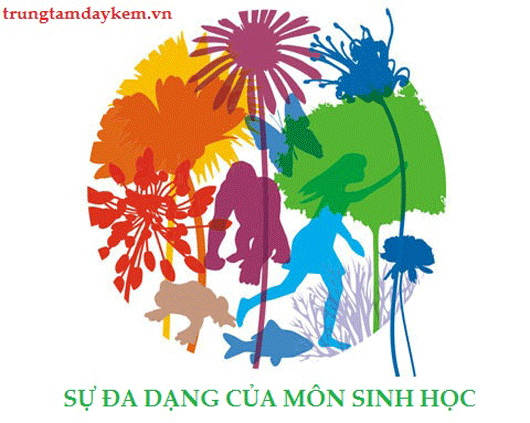 trungtamdaykem.vn
SỰ ĐA DẠNG CỦA MÔN SINH HỌC